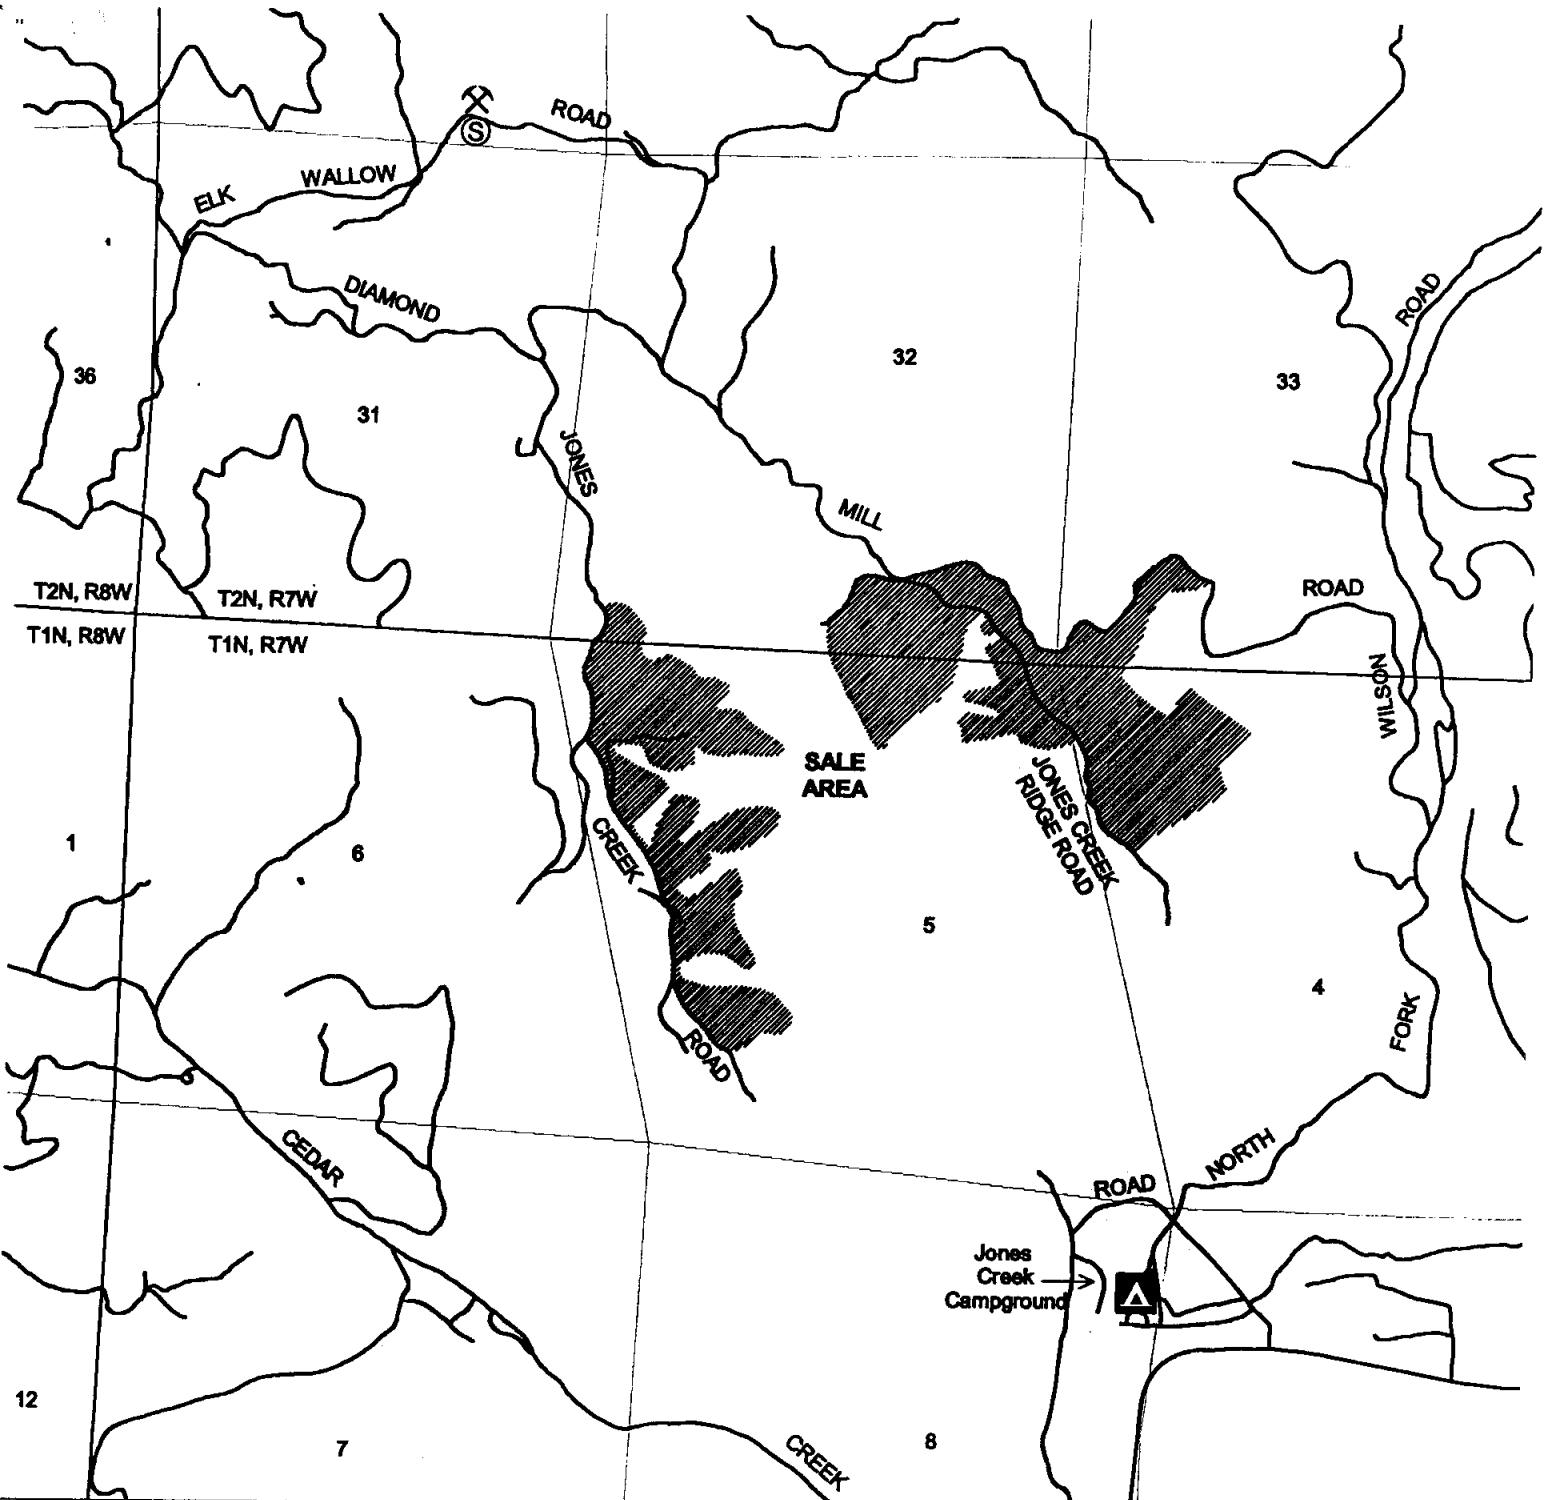 ROAD
S
WALLOW
ELK
DIAMOND
ROAD
32
33
36
31
JONES
MILL
T2N, R8W
T2N, R7W
ROAD
T1N, R8W
T1N, R7W
WILSON
SALE
AREA
JONES CREEK
RIDGE ROAD
1
6
CREEK
5
4
FORK
ROAD
CEDAR
NORTH
ROAD
Jones
Creek
Campground
12
7
8
CREEK